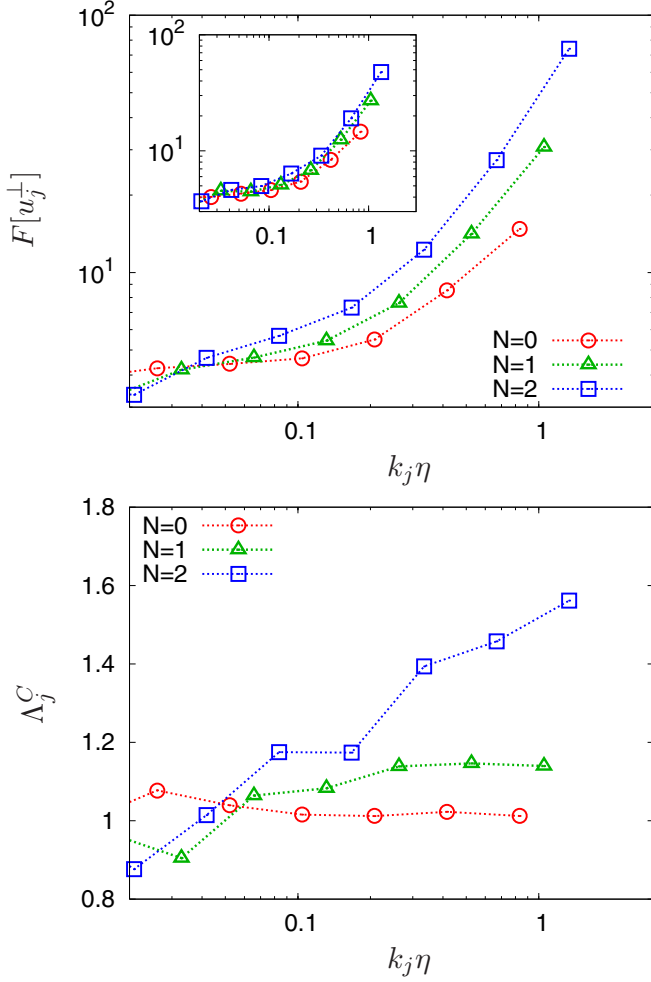 10^2
10^2
10^1
0.1 1
F[u_j^⊥]
10^1
N=0
N=1
N=2
0.1 1
k_jη
1.8
N=0
N=1
N=2
1.6
1.4
Λ_j^C
1.2
1
0.8
0.1 1
k_jη